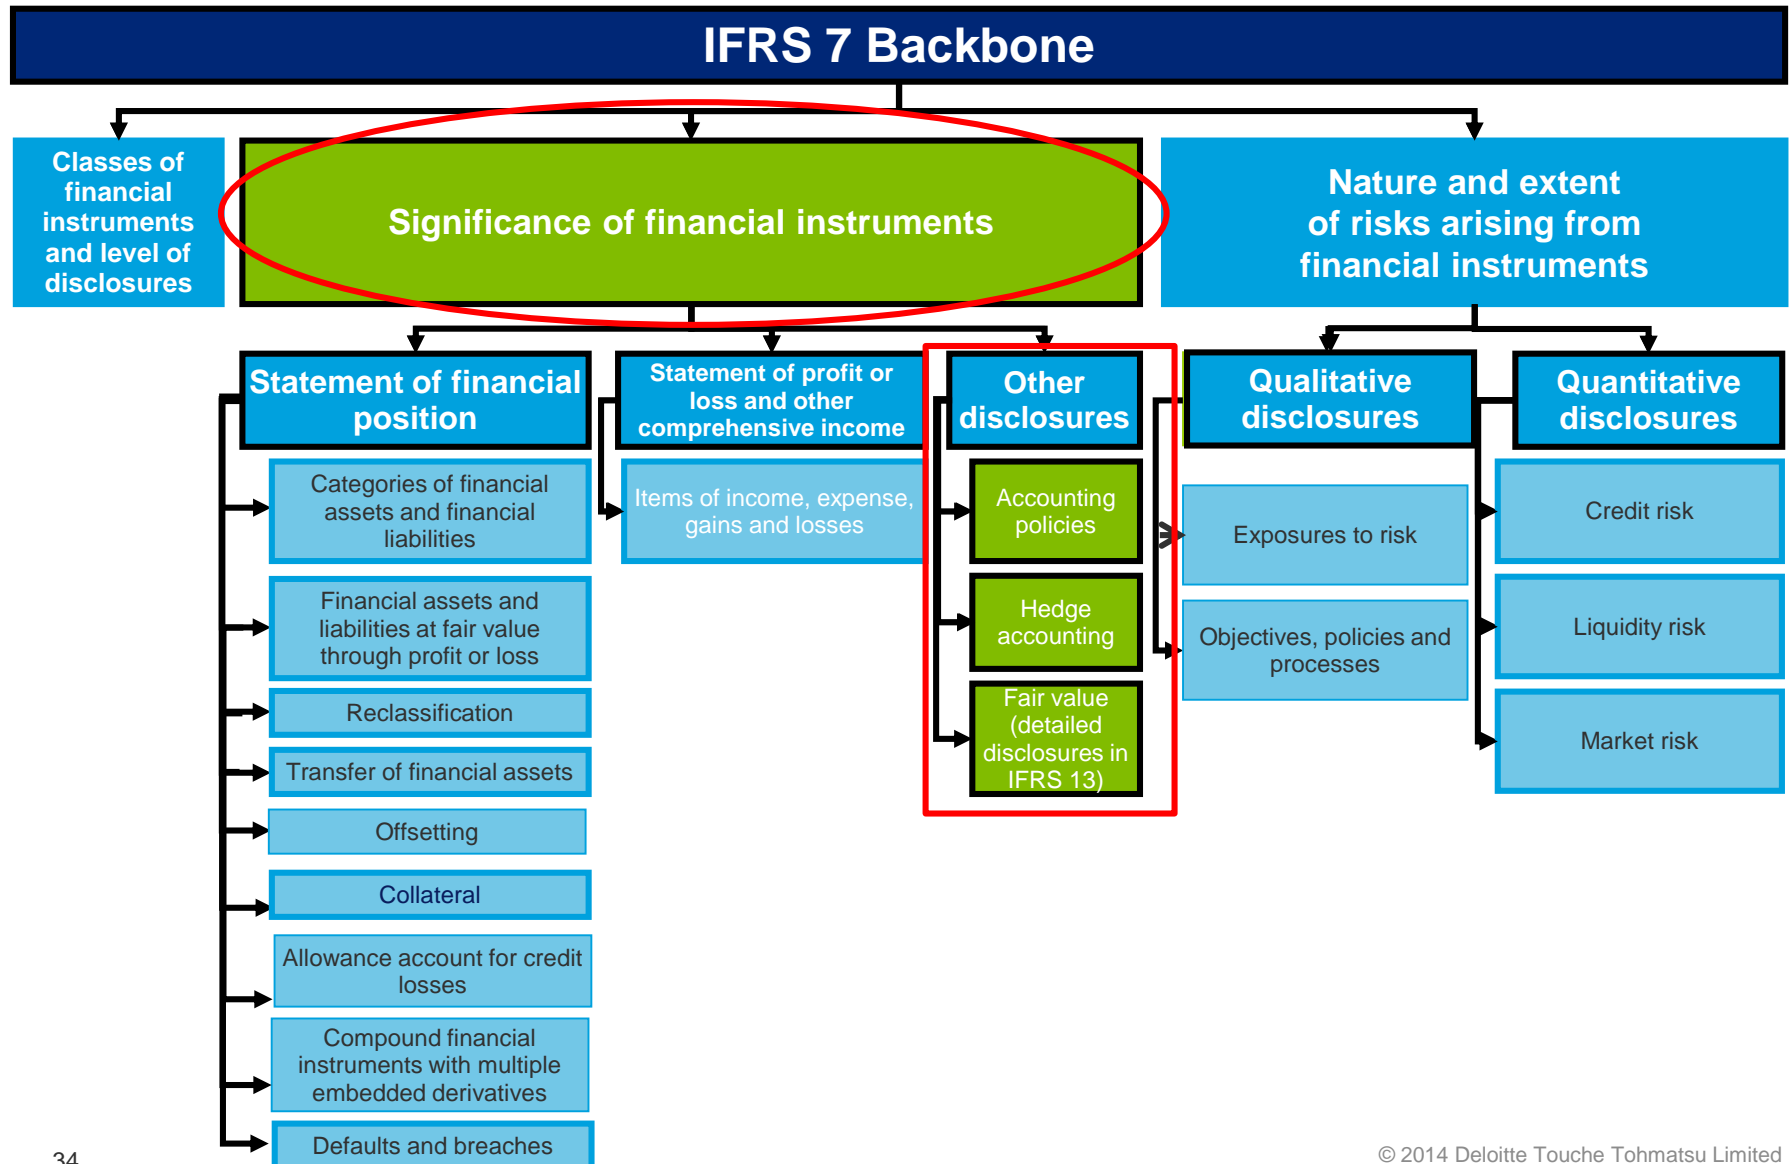 IFRS 7 Backbone
Classes of
financial
instruments
and level of
disclosures
Significance of financial instruments
Nature and extent
of risks arising from
financial instruments
Statement of financial
position
Categories of financial
assets and financial
liabilities
Financial assets and
liabilities at fair value
through profit or loss
Reclassification
Transfer of financial assets
Offsetting
Collateral
Allowance account for credit
losses
Compound financial
instruments with multiple
embedded derivatives
Defaults and breaches
Statement of profit or
loss and other
comprehensive income
Items of income, expense,
gains and losses
Other
disclosures
Accounting
policies
Hedge
accounting
Fair value
(detailed
disclosures in
IFRS 13)
Qualitative
disclosures
Exposures to risk
Objectives, policies and
processes
Quantitative
disclosures
Credit risk
Liquidity risk
Market risk
34
© 2014 Deloitte Touche Tohmatsu Limited